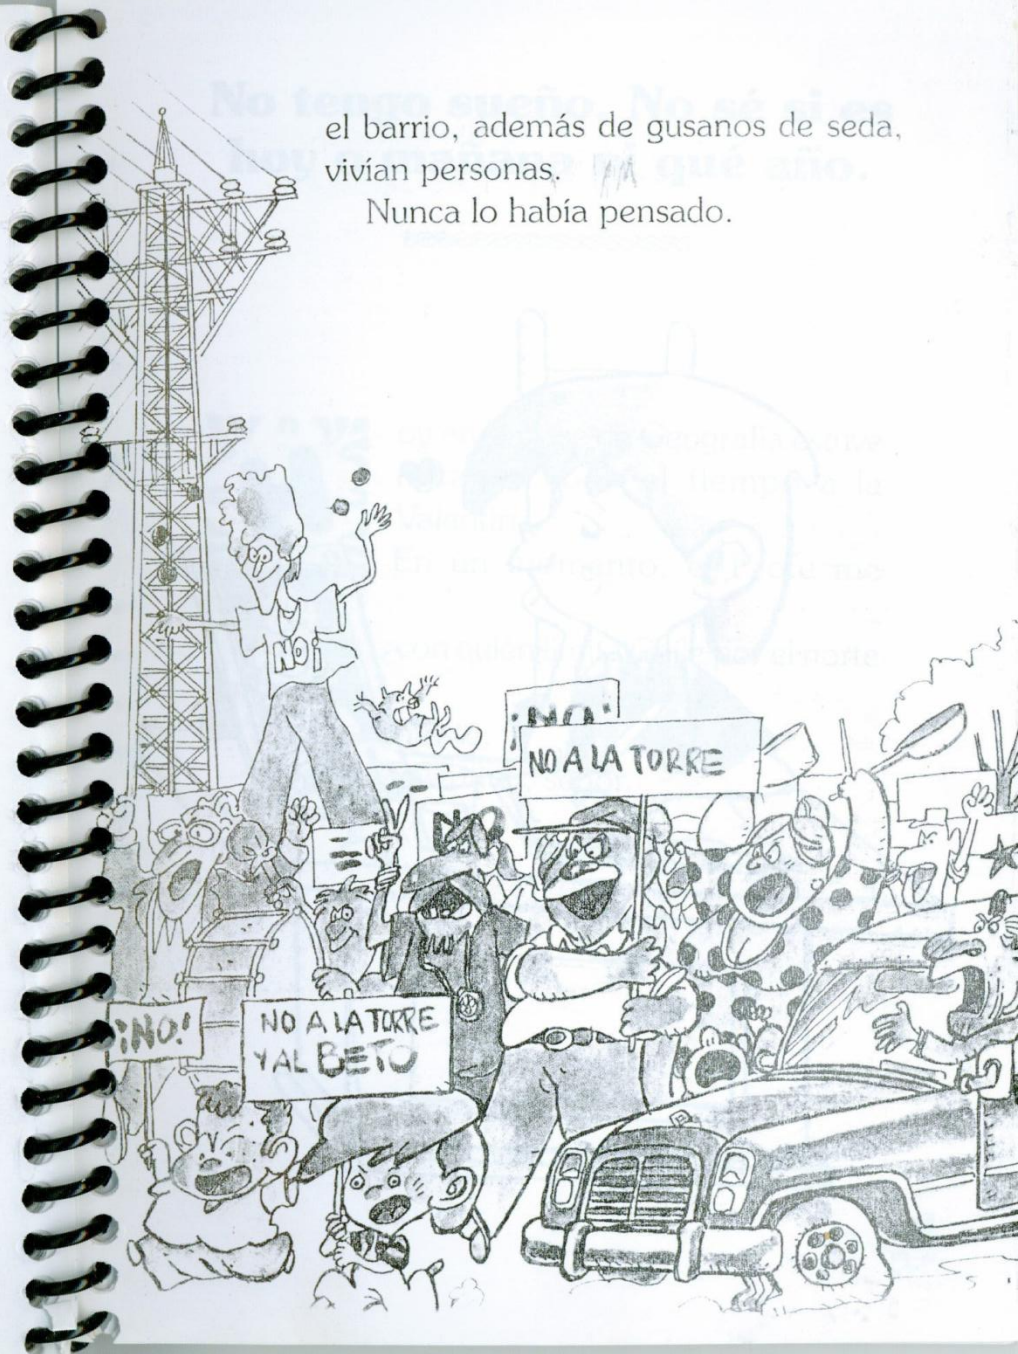 el barrio, además de gusanos de seda,
vivían personas.
Nunca lo había pensado.
NO!
¡NO!
NO A LA TORRE
NO
¡NO!
NO A LA TORRE
Y AL BETO